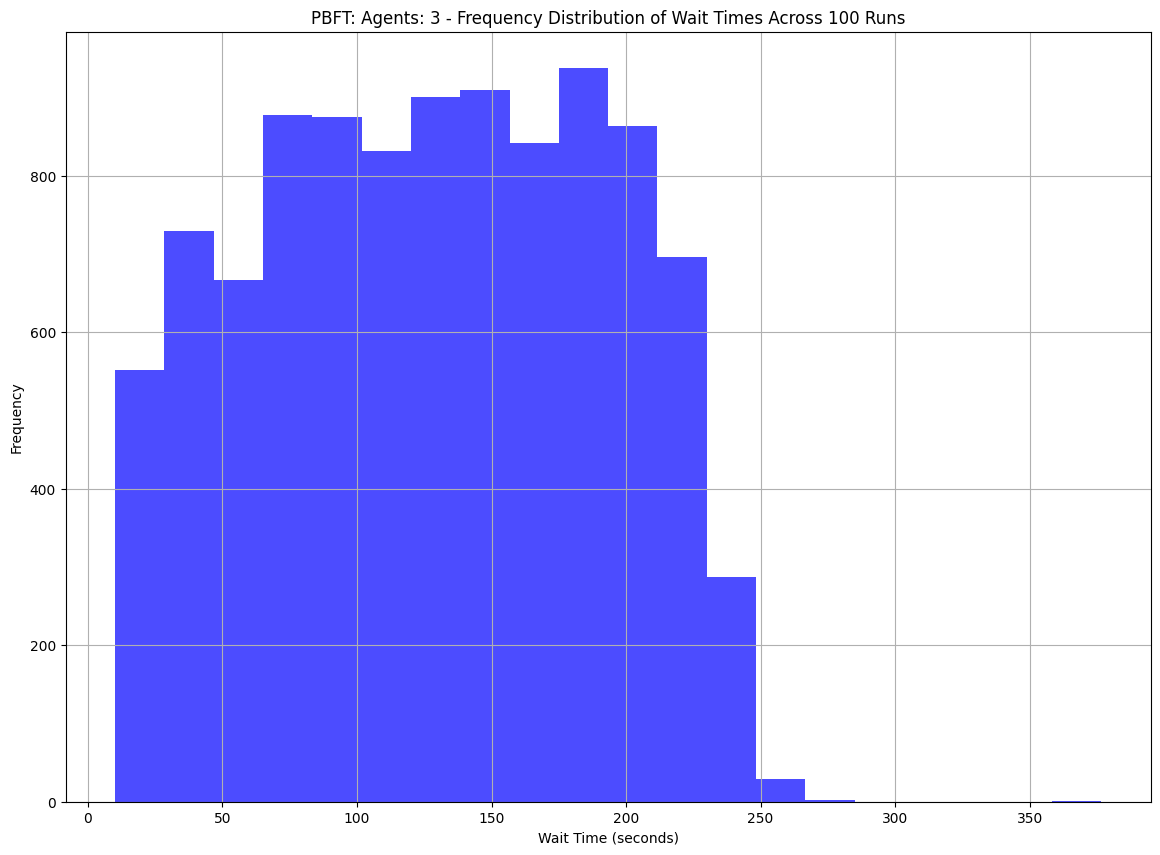 PBFT: Agents: 3 - Frequency Distribution of Wait Times Across 100 Runs
Frequency
800
600
400
200
0
0 50 100 150 200 250 300 350
Wait Time (seconds)